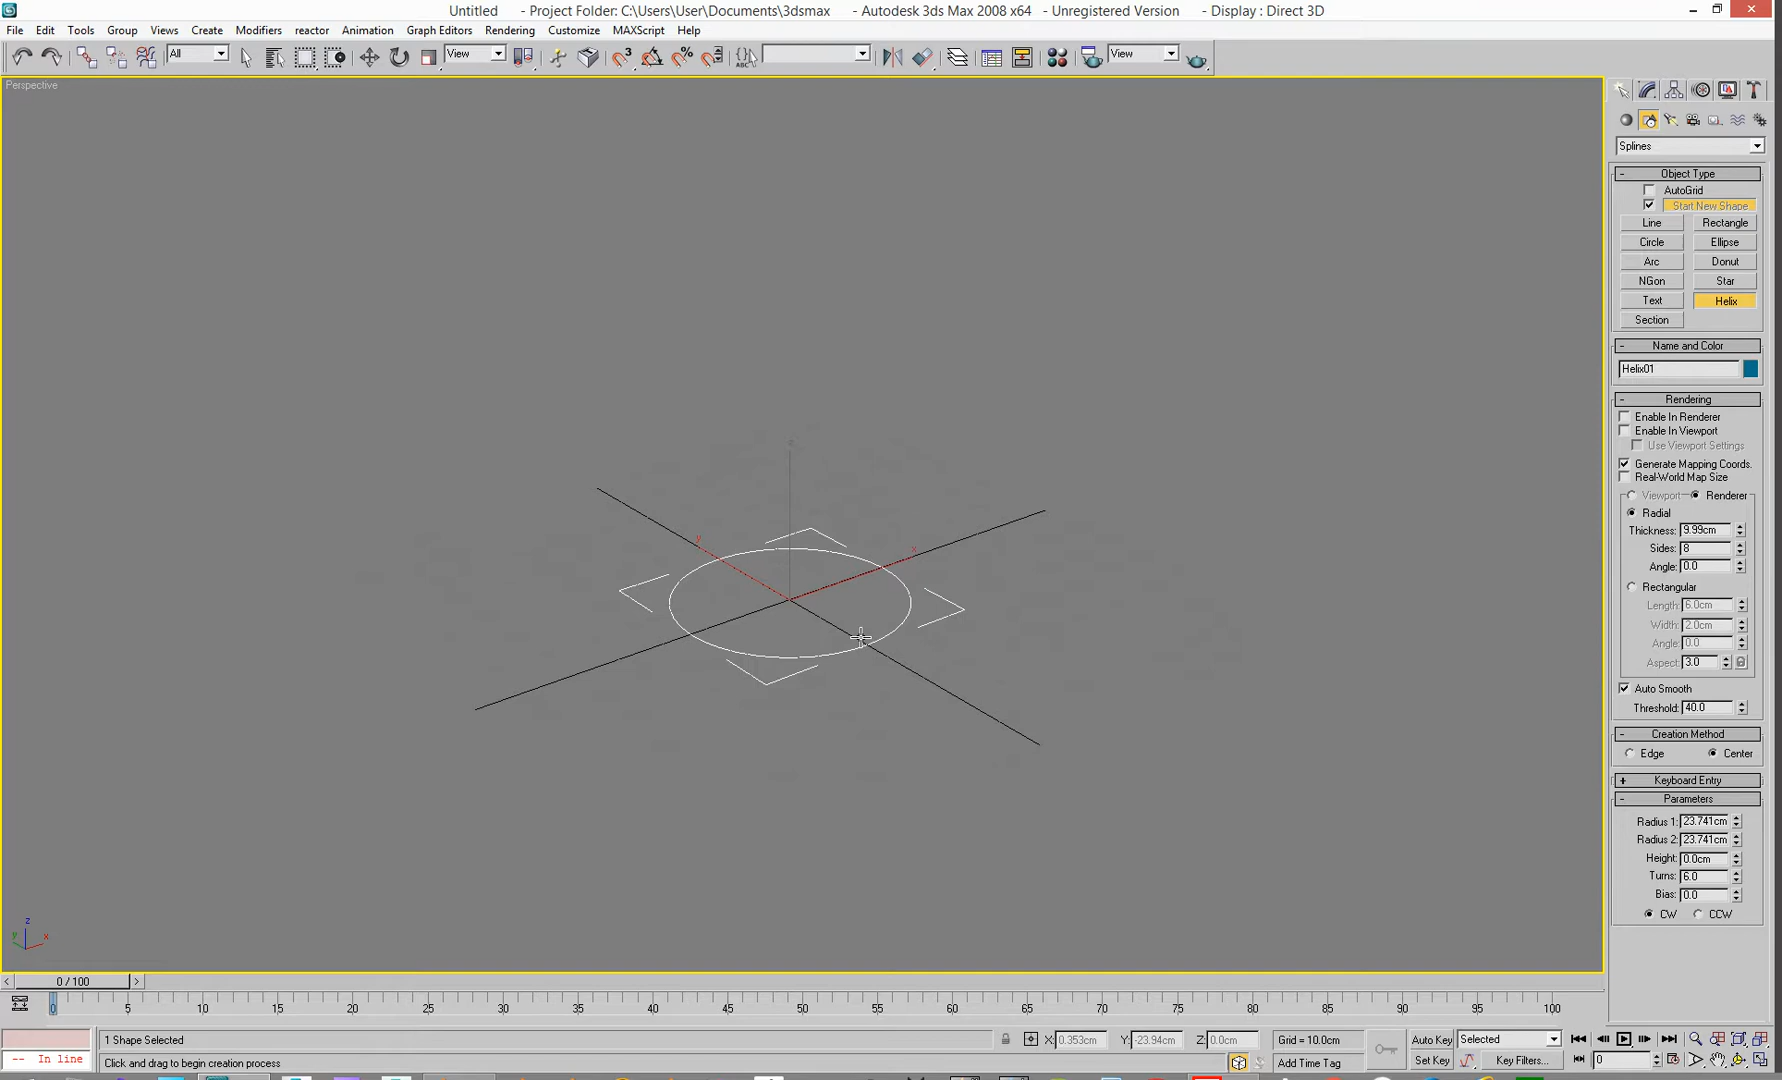 Untitled - Project Folder: C:\Users\User\Documents\3dsmax - Autodesk 3ds Max 2008 x64 - Unregistered Version - Display : Direct 3D
File Edit Tools Group Views Create Modifiers reactor Animation Graph Editors Rendering Customize MAXScript Help
All View View
Perspective
Splines
Object Type
AutoGrid
Start New Shape
Line Rectangle
Circle Ellipse
Arc Donut
NGon Star
Text Helix
Section
Name and Color
Helix01
Rendering
Enable In Renderer
Enable In Viewport
Use Viewport Settings
Generate Mapping Coords.
Real-World Map Size
Viewport Renderer
Radial
Thickness: 9.99cm
Sides: 8
Angle: 0.0
Rectangular
Length: 6.0cm
Width: 2.0cm
Angle: 0.0
Aspect: 3.0
Auto Smooth
Threshold: 40.0
Creation Method
Edge Center
Keyboard Entry
Parameters
Radius 1: 23.741cm
Radius 2: 23.741cm
Height: 0.0cm
Turns: 6.0
Bias: 0.0
CW CCW
y x
z
y x
0 / 100
0 5 10 15 20 25 30 35 40 45 50 55 60 65 70 75 80 85 90 95 100
1 Shape Selected X: 0.353cm Y: -23.94cm Z: 0.0cm Grid = 10.0cm Auto Key Selected
-- In line Click and drag to begin creation process Add Time Tag Set Key Key Filters... 0